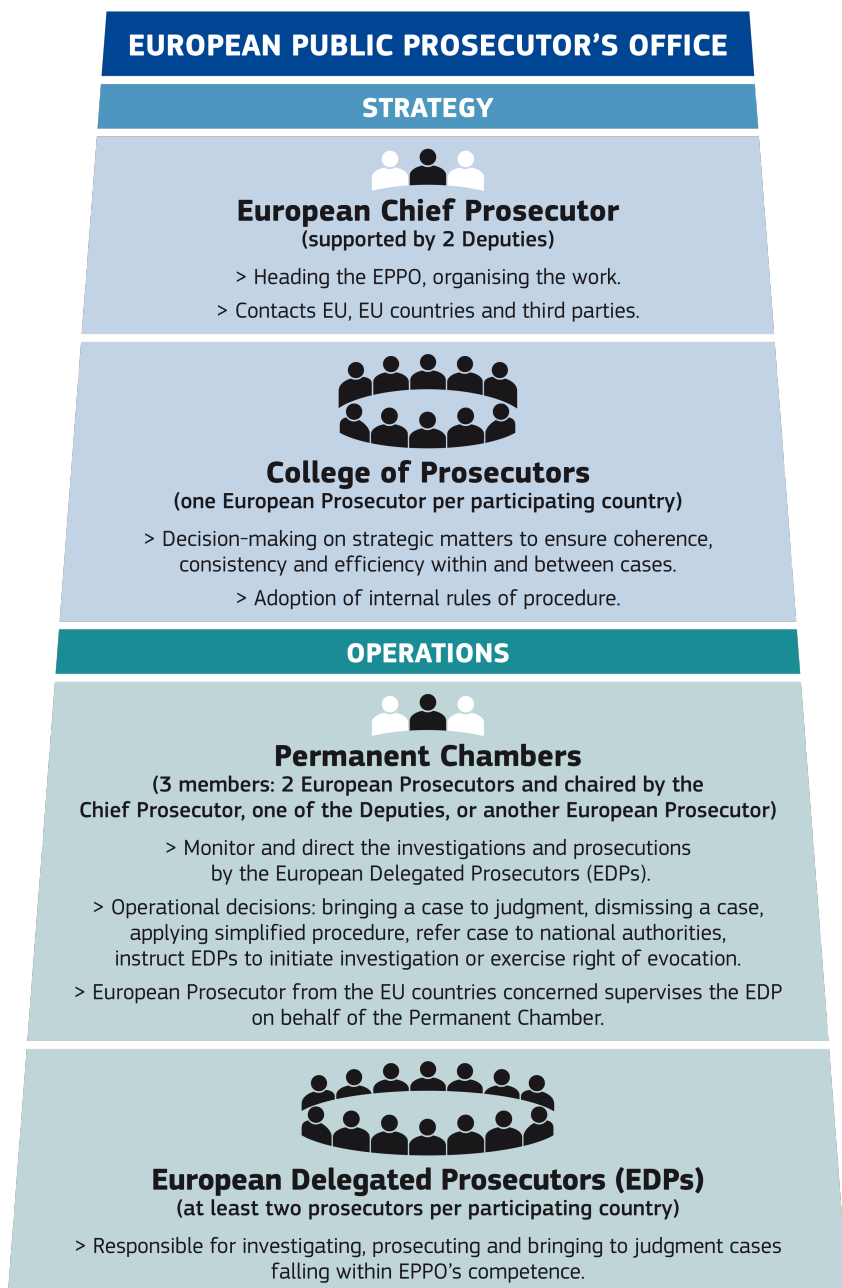 EUROPEAN PUBLIC PROSECUTOR'S OFFICE
STRATEGY
European Chief Prosecutor
(supported by 2 Deputies)
> Heading the EPPO, organising the work.
> Contacts EU, EU countries and third parties.
College of Prosecutors
(one European Prosecutor per participating country)
> Decision-making on strategic matters to ensure coherence,
consistency and efficiency within and between cases.
> Adoption of internal rules of procedure.
OPERATIONS
Permanent Chambers
(3 members: 2 European Prosecutors and chaired by the
Chief Prosecutor, one of the Deputies, or another European Prosecutor)
> Monitor and direct the investigations and prosecutions
by the European Delegated Prosecutors (EDPs).
> Operational decisions: bringing a case to judgment, dismissing a case,
applying simplified procedure, refer case to national authorities,
instruct EDPs to initiate investigation or exercise right of evocation.
> European Prosecutor from the EU countries concerned supervises the EDP
on behalf of the Permanent Chamber.
European Delegated Prosecutors (EDPs)
(at least two prosecutors per participating country)
> Responsible for investigating, prosecuting and bringing to judgment cases
falling within EPPO's competence.